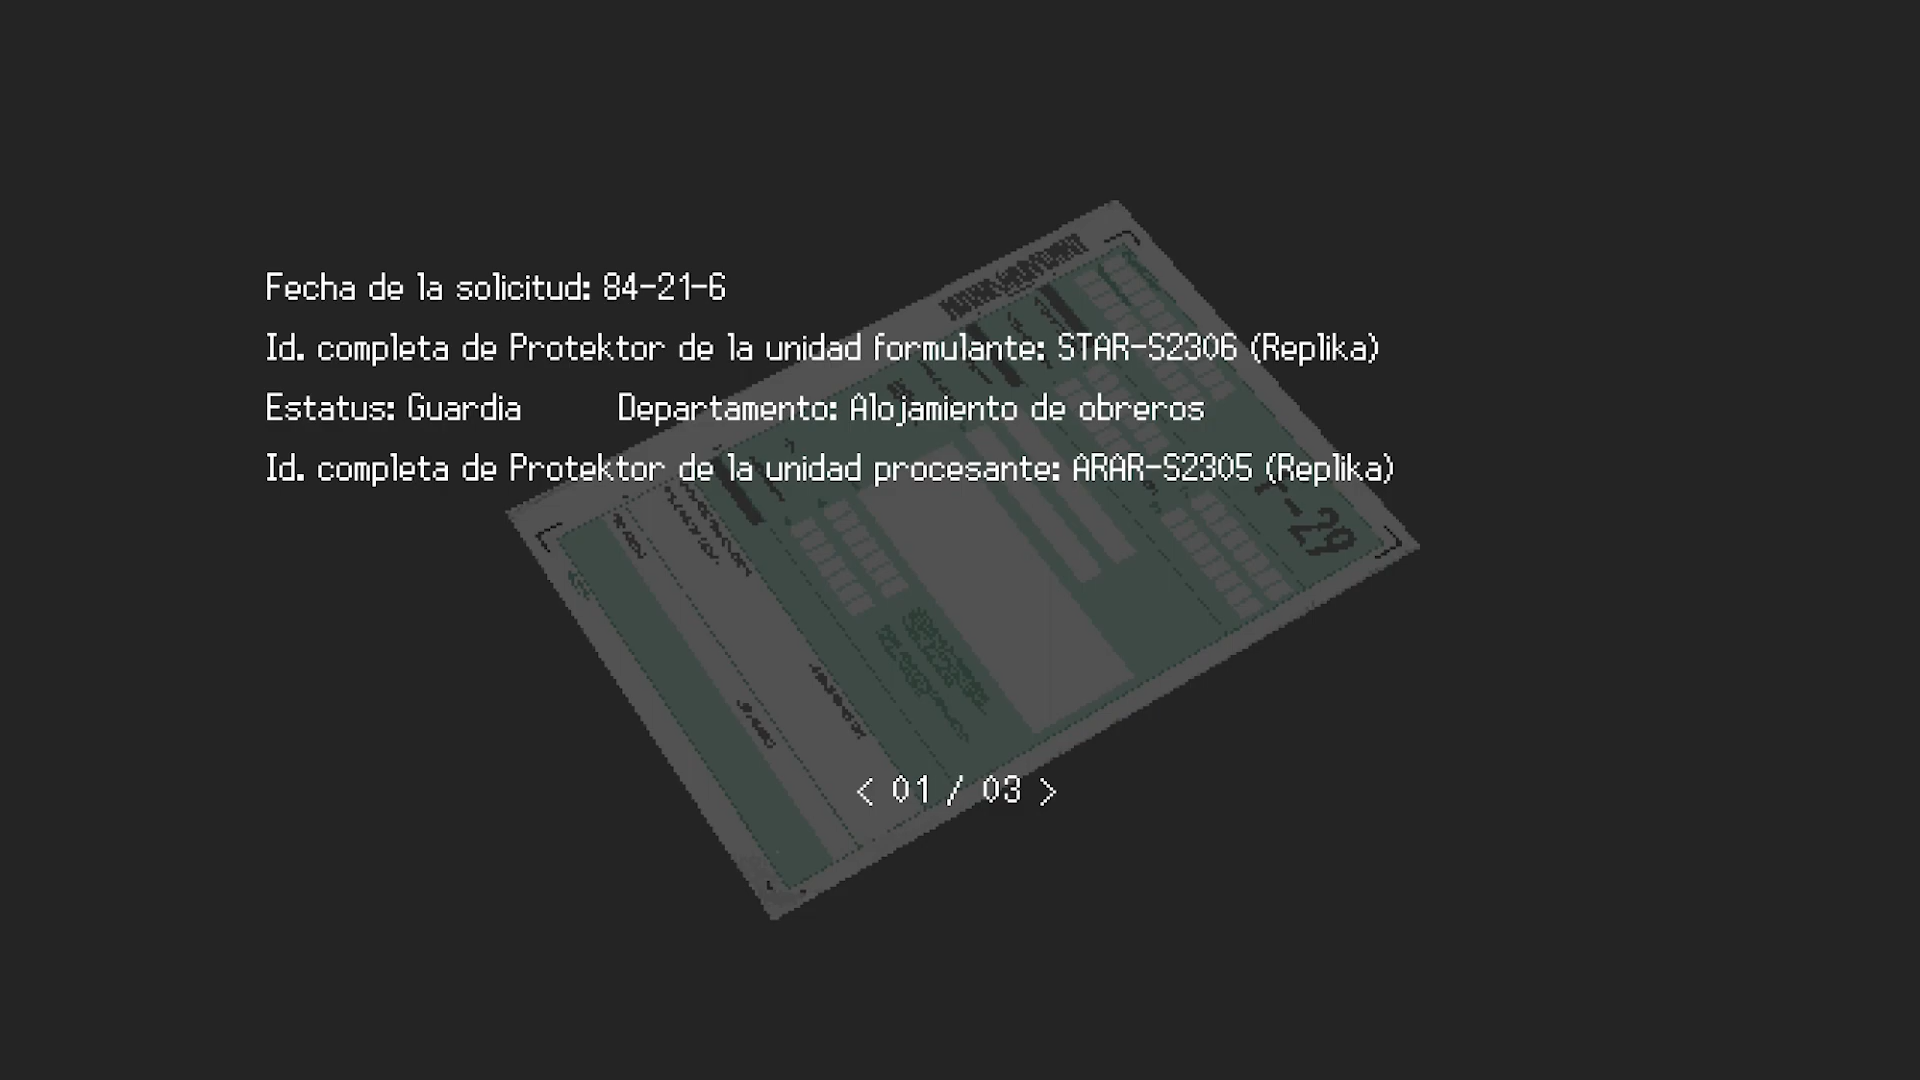 Fecha de la solicitud: 84-21-6
Id. completa de Protektor de la unidad formulante: STAR-S2306 (Replika)
Estatus: Guardia Departamento: Alojamiento de obreros
Id. completa de Protektor de la unidad procesante: ARAR-S2305 (Replika)
T-29
< 01 / 03 >